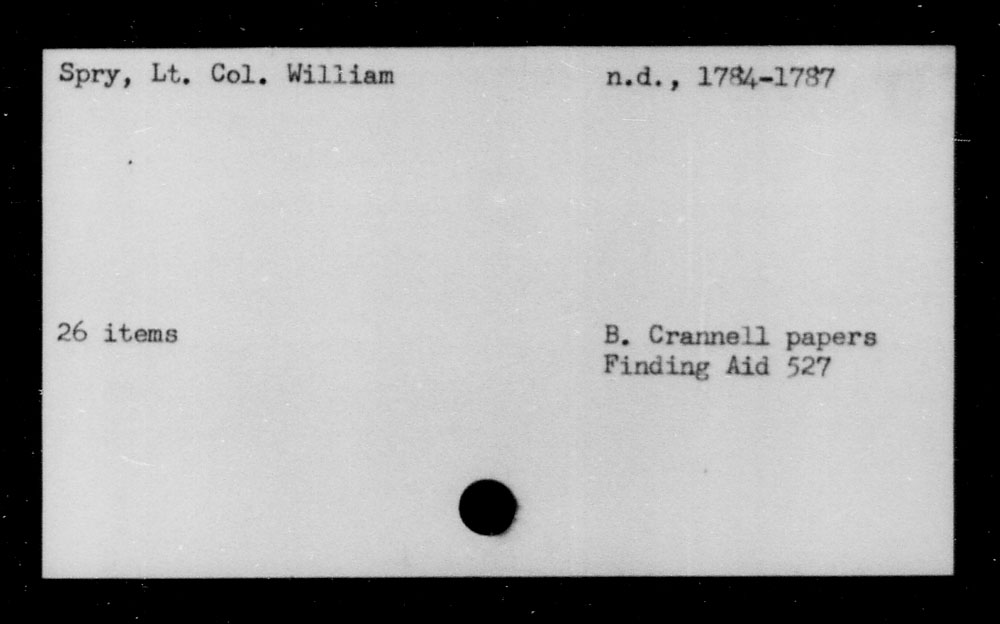 Spry, Lt. Col. William
n.d., 1784-1787
26 items
B. Crannell papers
Finding Aid 527